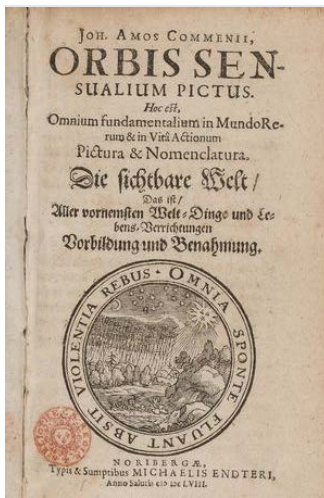 JOH. AMOS COMMENII,
ORBIS SEN-
SUALIUM PICTUS.
Hoc est,
Omnium fundamentalium in Mundo Re-
rum & in Vitâ Actionum
Pictura & Nomenclatura.
Die sichtbare Welt/
Das ist/
Aller vornemsten Welt-Dinge und Le-
bens-Verrichtungen
Vorbildung und Benahmung.
OMNIA SPONTE FLUANT ABSIT VIOLENTIA REBUS
NORIBERGÆ,
Typis & Sumptibus MICHAELIS ENDTERI,
Anno Salutis
LVIII.